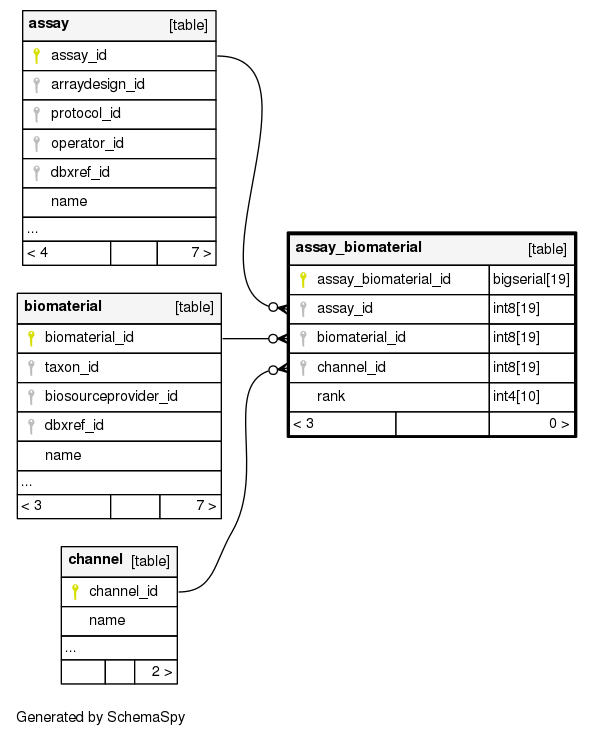 assay [table]
assay_id
arraydesign_id
protocol_id
operator_id
dbxref_id
name
...
< 4 7 >
assay_biomaterial [table]
assay_biomaterial_id bigserial[19]
assay_id int8[19]
biomaterial_id int8[19]
channel_id int8[19]
rank int4[10]
< 3 0 >
biomaterial [table]
biomaterial_id
taxon_id
biosourceprovider_id
dbxref_id
name
...
< 3 7 >
channel [table]
channel_id
name
...
2 >
Generated by SchemaSpy